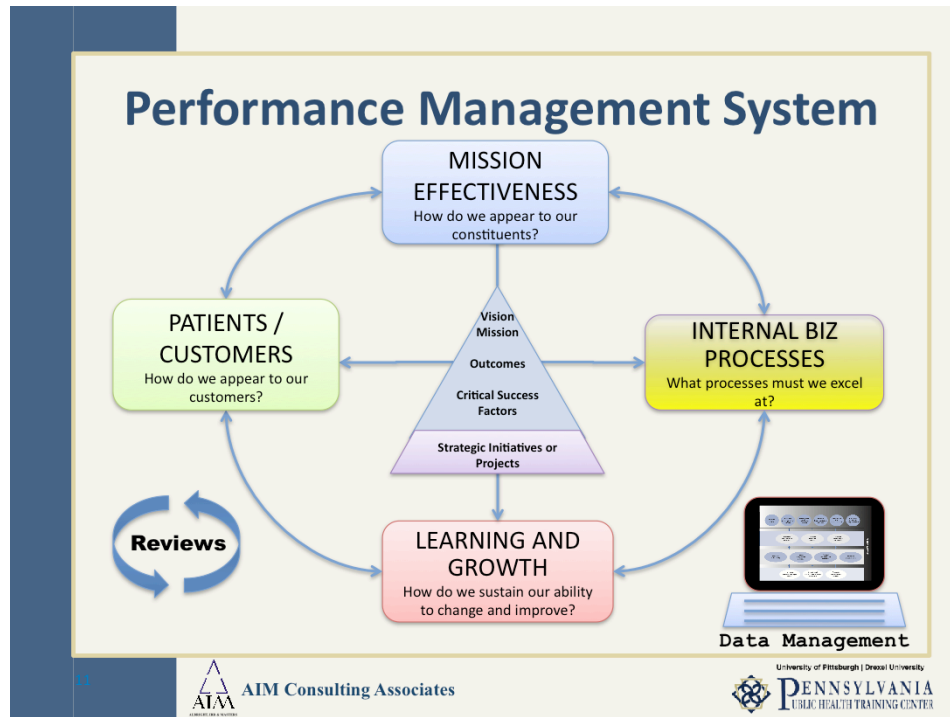 Performance Management System
MISSION
EFFECTIVENESS
How do we appear to our
constituents?
PATIENTS /
CUSTOMERS
How do we appear to our
customers?
Vision
Mission
Outcomes
Critical Success
Factors
Strategic Initiatives or
Projects
INTERNAL BIZ
PROCESSES
What processes must we excel
at?
Reviews
LEARNING AND
GROWTH
How do we sustain our ability
to change and improve?
Data Management
AIM
AIM Consulting Associates
University of Pittsburgh | Drexel University
PENNSYLVANIA
PUBLIC HEALTH TRAINING CENTER